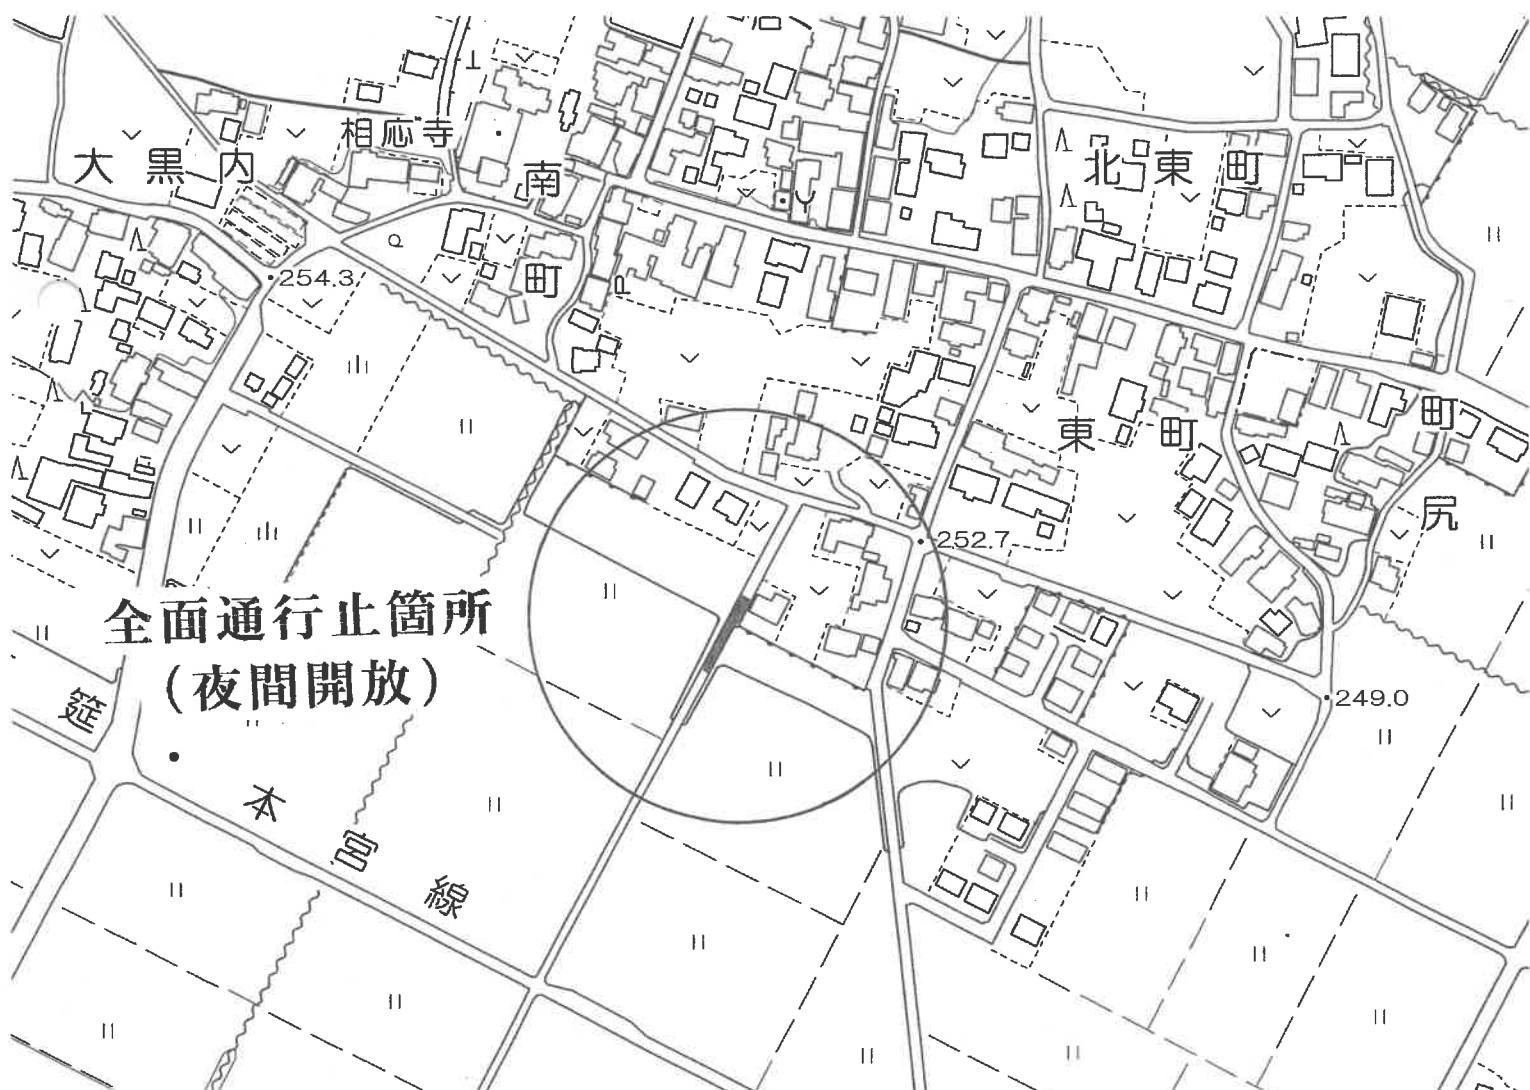 相応寺
大黒内
南町
北東町
254.3
東町
町尻
252.7
全面通行止箇所
(夜間開放)
249.0
筵
本宮線